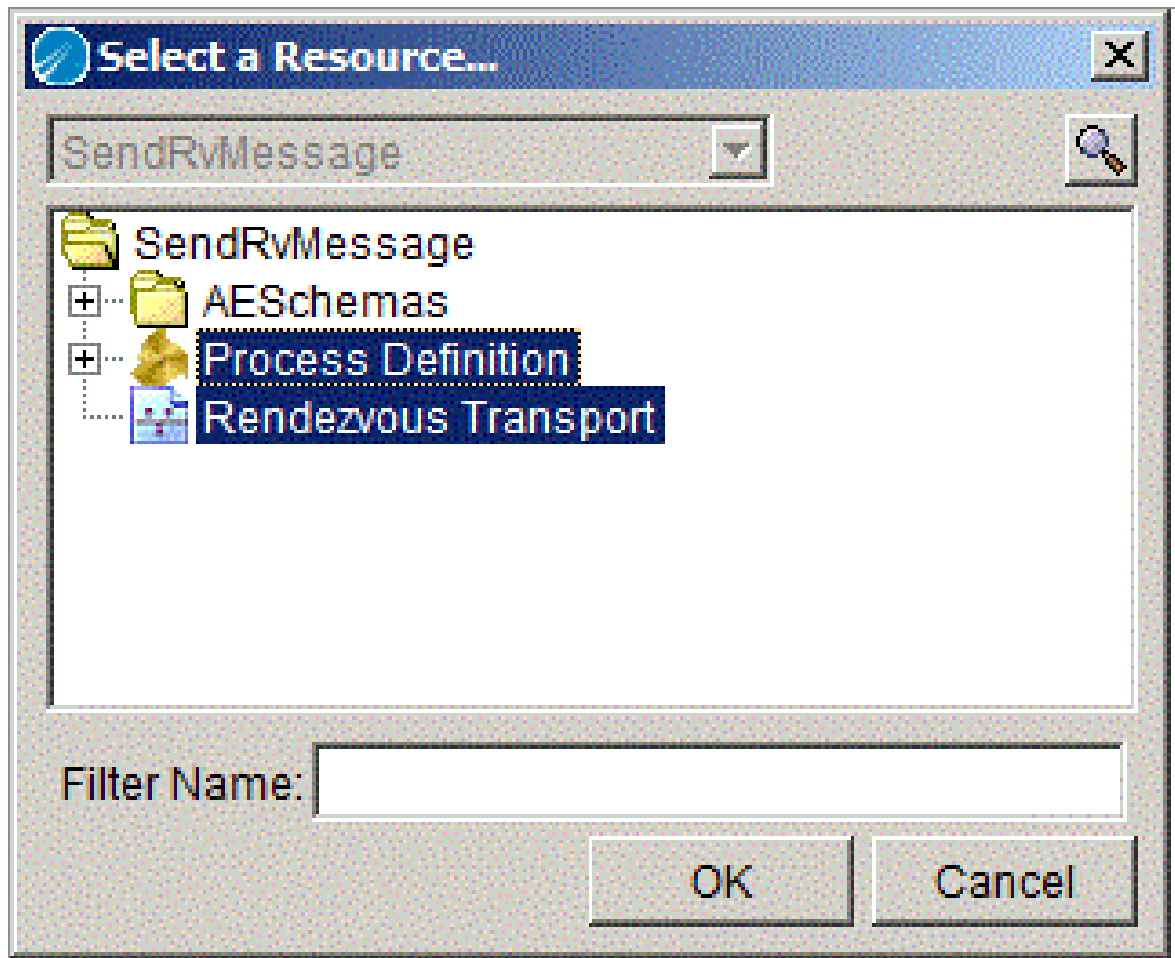 Select a Resource...
SendRvMessage
SendRvMessage
AESchemas
Process Definition
Rendezvous Transport
Filter Name:
OK Cancel